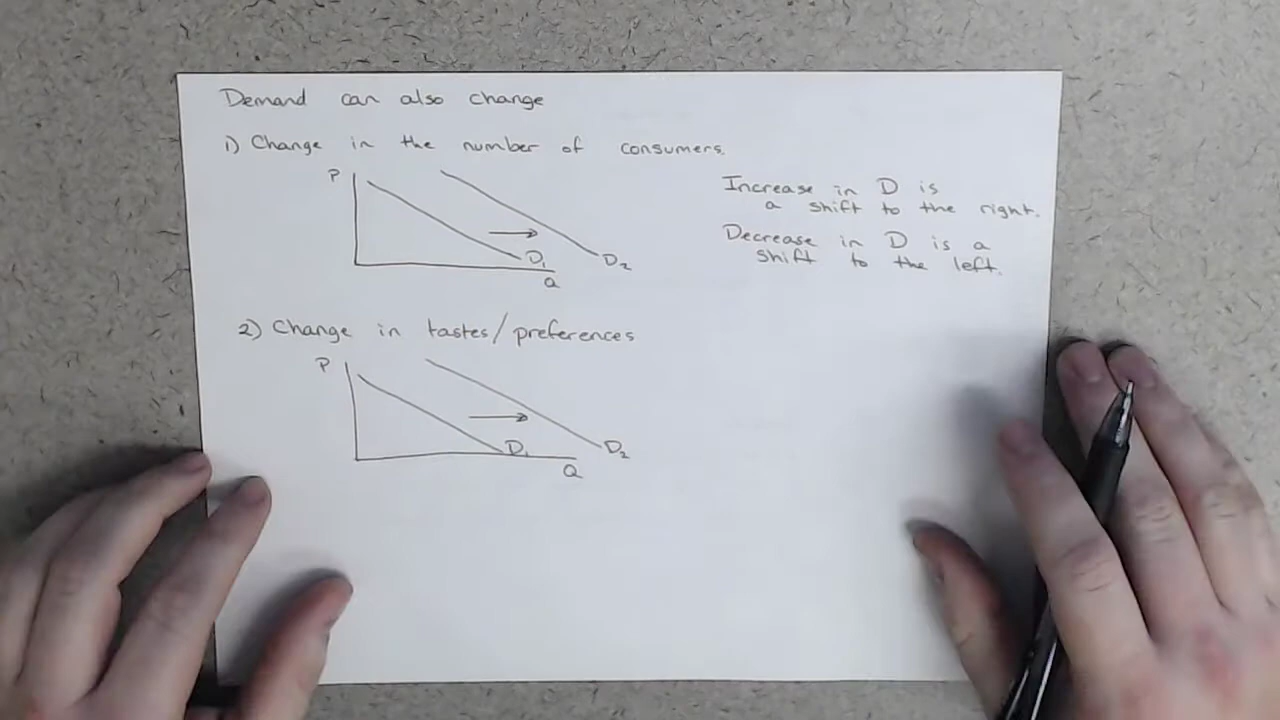 Demand can also change
1) Change in the number of consumers.
P
D1
D2
Q
Increase in D is
a shift to the right.
Decrease in D is a
shift to the left.
2) Change in tastes/preferences
P
D1
D2
Q